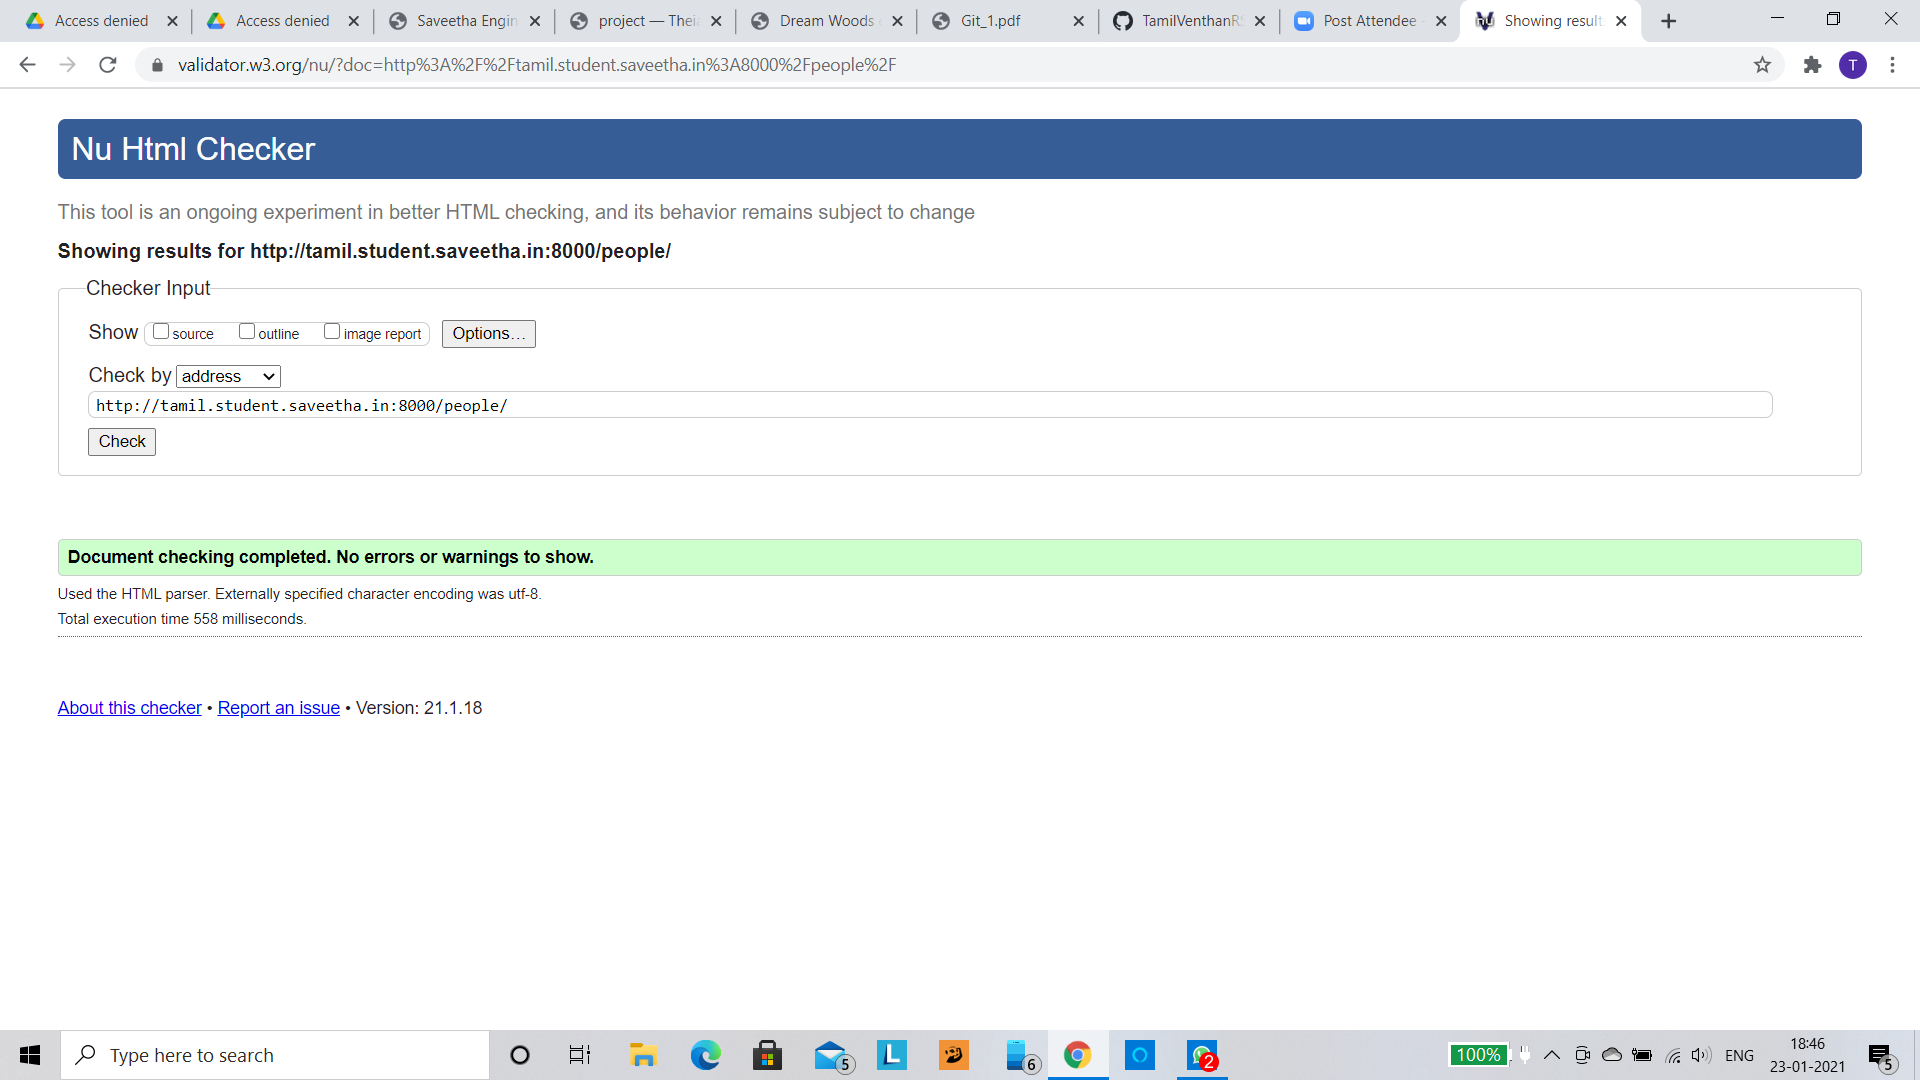 Access denied
Access denied
Saveetha Engin
project — Thei
Dream Woods
Git_1.pdf
TamilVenthanRS
Post Attendee -
Showing result
validator.w3.org/nu/?doc=http%3A%2F%2Ftamil.student.saveetha.in%3A8000%2Fpeople%2F
T
Nu Html Checker
This tool is an ongoing experiment in better HTML checking, and its behavior remains subject to change
Showing results for http://tamil.student.saveetha.in:8000/people/
Checker Input
Show source outline image report Options...
Check by address
http://tamil.student.saveetha.in:8000/people/
Check
Document checking completed. No errors or warnings to show.
Used the HTML parser. Externally specified character encoding was utf-8.
Total execution time 558 milliseconds.
About this checker • Report an issue • Version: 21.1.18
Type here to search
5
L
6
2
100%
ENG
18:46
23-01-2021
5